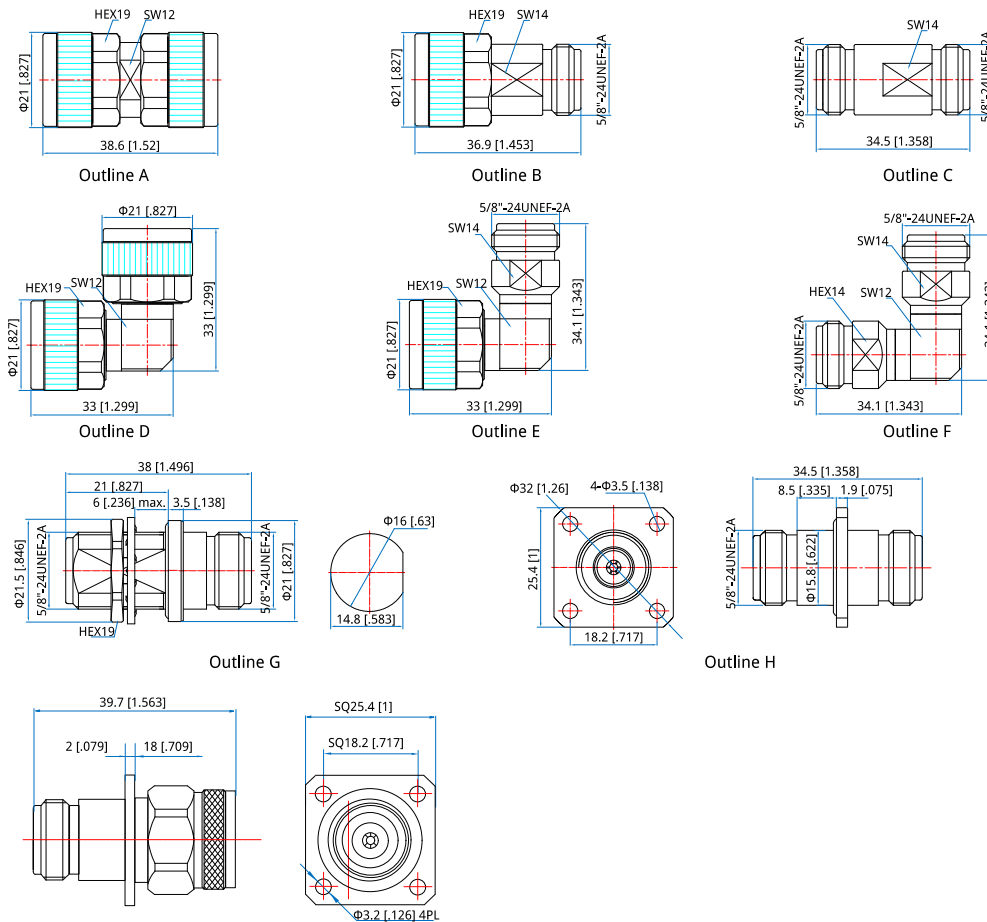 HEX19
SW12
Φ21 [.827]
38.6 [1.52]
Outline A
HEX19
SW14
Φ21 [.827]
5/8"-24UNEF-2A
36.9 [1.453]
Outline B
SW14
5/8"-24UNEF-2A
5/8"-24UNEF-2A
34.5 [1.358]
Outline C
Φ21 [.827]
HEX19
SW12
Φ21 [.827]
33 [1.299]
33 [1.299]
Outline D
5/8"-24UNEF-2A
SW14
HEX19
SW12
Φ21 [.827]
34.1 [1.343]
33 [1.299]
Outline E
5/8"-24UNEF-2A
SW14
HEX14
SW12
5/8"-24UNEF-2A
34.1 [1.343]
Outline F
38 [1.496]
21 [.827]
6 [.236] max.
3.5 [.138]
Φ21.5 [.846]
5/8"-24UNEF-2A
5/8"-24UNEF-2A
Φ21 [.827]
HEX19
Φ16 [.63]
14.8 [.583]
Outline G
Φ32 [1.26]
4-Φ3.5 [.138]
25.4 [1]
18.2 [.717]
34.5 [1.358]
8.5 [.335]
1.9 [.075]
5/8"-24UNEF-2A
Φ15.8 [.622]
Outline H
39.7 [1.563]
2 [.079]
18 [.709]
SQ25.4 [1]
SQ18.2 [.717]
Φ3.2 [.126] 4PL